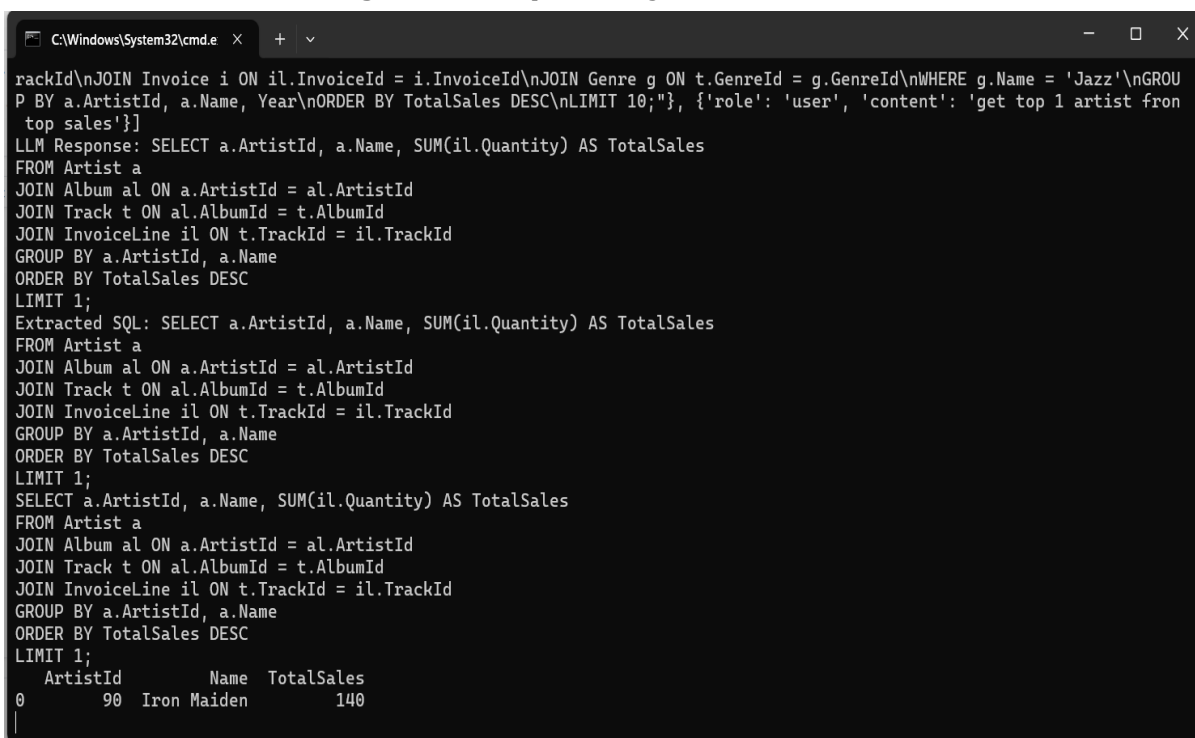 C:\Windows\System32\cmd.e
rackId\nJOIN Invoice i ON il.InvoiceId = i.InvoiceId\nJOIN Genre g ON t.GenreId = g.GenreId\nWHERE g.Name = 'Jazz'\nGROU
P BY a.ArtistId, a.Name, Year\nORDER BY TotalSales DESC\nLIMIT 10;"}, {'role': 'user', 'content': 'get top 1 artist fron
 top sales'}]
LLM Response: SELECT a.ArtistId, a.Name, SUM(il.Quantity) AS TotalSales
FROM Artist a
JOIN Album al ON a.ArtistId = al.ArtistId
JOIN Track t ON al.AlbumId = t.AlbumId
JOIN InvoiceLine il ON t.TrackId = il.TrackId
GROUP BY a.ArtistId, a.Name
ORDER BY TotalSales DESC
LIMIT 1;
Extracted SQL: SELECT a.ArtistId, a.Name, SUM(il.Quantity) AS TotalSales
FROM Artist a
JOIN Album al ON a.ArtistId = al.ArtistId
JOIN Track t ON al.AlbumId = t.AlbumId
JOIN InvoiceLine il ON t.TrackId = il.TrackId
GROUP BY a.ArtistId, a.Name
ORDER BY TotalSales DESC
LIMIT 1;
SELECT a.ArtistId, a.Name, SUM(il.Quantity) AS TotalSales
FROM Artist a
JOIN Album al ON a.ArtistId = al.ArtistId
JOIN Track t ON al.AlbumId = t.AlbumId
JOIN InvoiceLine il ON t.TrackId = il.TrackId
GROUP BY a.ArtistId, a.Name
ORDER BY TotalSales DESC
LIMIT 1;
   ArtistId         Name  TotalSales
0        90  Iron Maiden         140